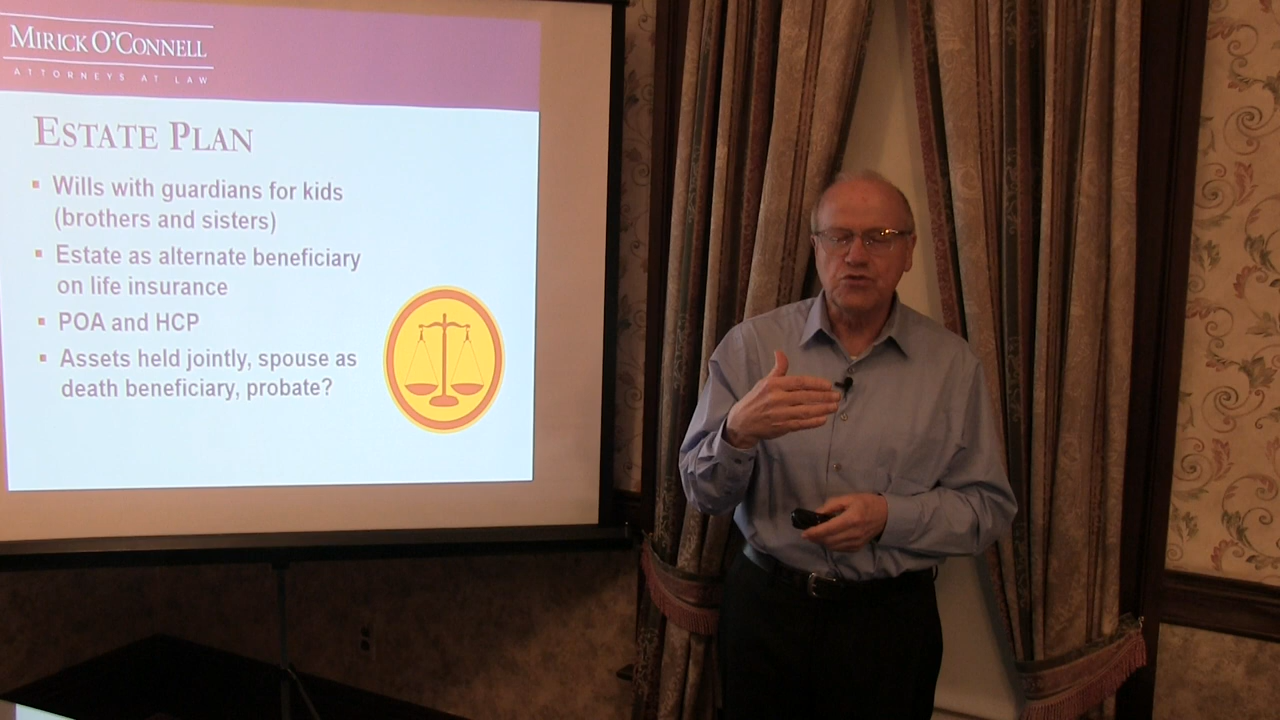 MIRICK O'CONNELL
ATTORNEYS AT LAW
ESTATE PLAN
▪ Wills with guardians for kids
(brothers and sisters)
▪ Estate as alternate beneficiary
on life insurance
▪ POA and HCP
▪ Assets held jointly, spouse as
death beneficiary, probate?